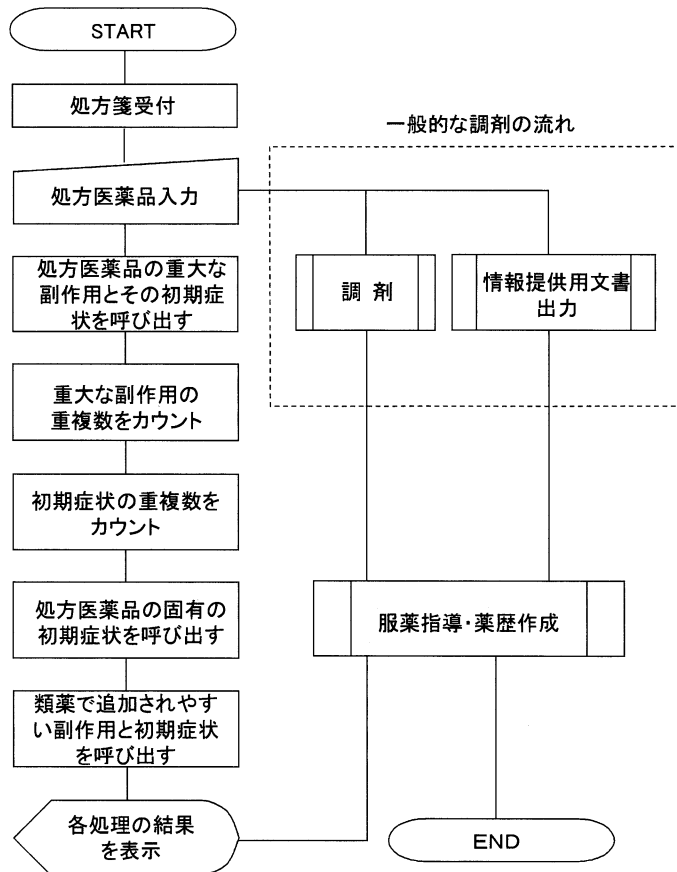 START
処方箋受付
一般的な調剤の流れ
処方医薬品入力
処方医薬品の重大な
副作用とその初期症
状を呼び出す
調 剤
情報提供用文書
出力
重大な副作用の
重複数をカウント
初期症状の重複数を
カウント
処方医薬品の固有の
初期症状を呼び出す
服薬指導・薬歴作成
類薬で追加されやす
い副作用と初期症状
を呼び出す
各処理の結果
を表示
END